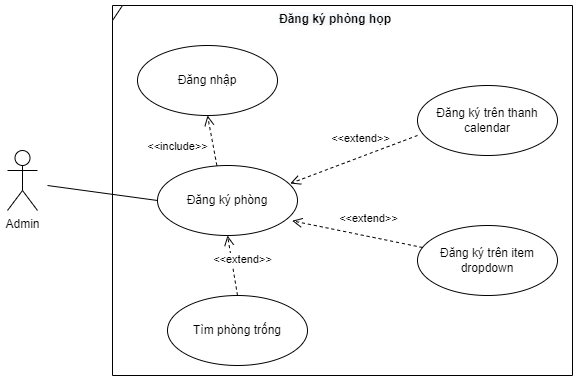 Đăng ký phòng họp
Đăng nhập
Đăng ký trên thanh
calendar
<<extend>>
<<include>>
Đăng ký phòng
Admin
<<extend>>
Đăng ký trên item
dropdown
<<extend>>
Tìm phòng trống